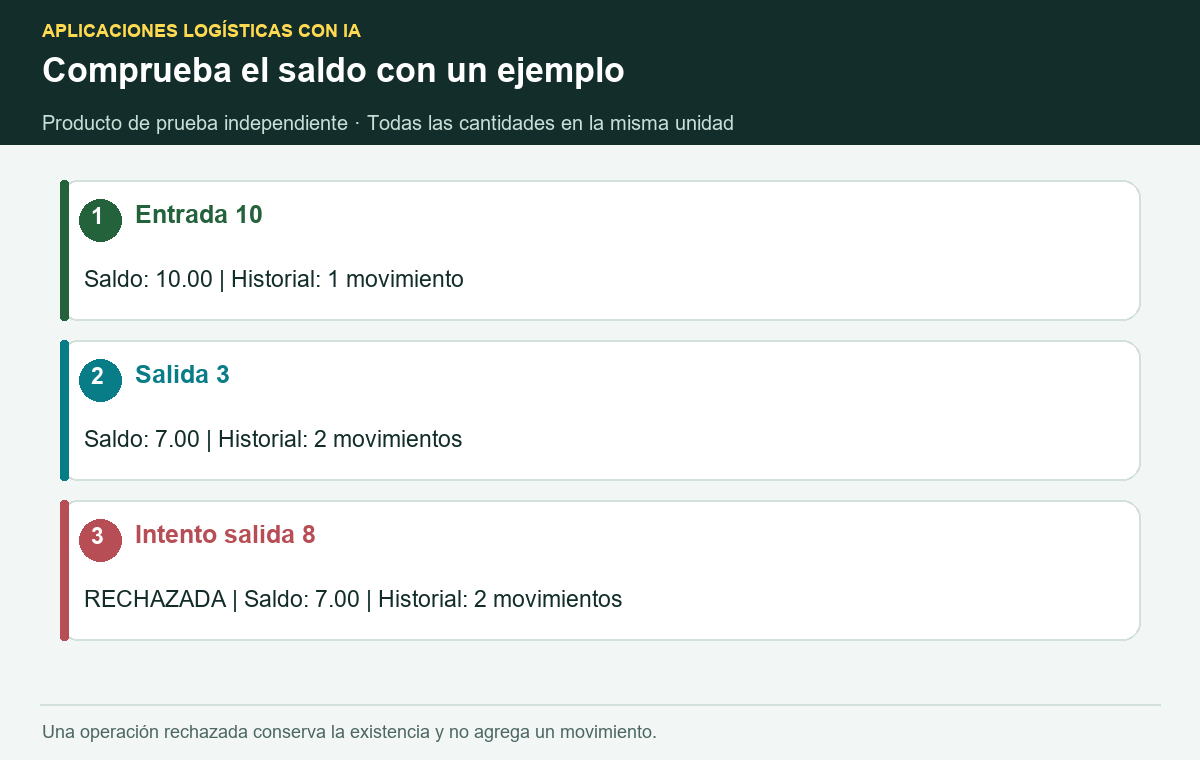 APLICACIONES LOGÍSTICAS CON IA
Comprueba el saldo con un ejemplo
Producto de prueba independiente · Todas las cantidades en la misma unidad
1 Entrada 10
Saldo: 10.00 | Historial: 1 movimiento
2 Salida 3
Saldo: 7.00 | Historial: 2 movimientos
3 Intento salida 8
RECHAZADA | Saldo: 7.00 | Historial: 2 movimientos
Una operación rechazada conserva la existencia y no agrega un movimiento.